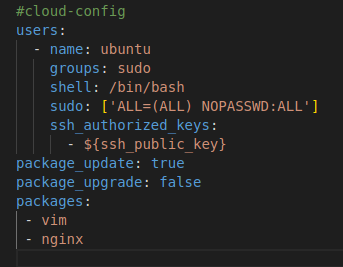 #cloud-config
users:
  - name: ubuntu
    groups: sudo
    shell: /bin/bash
    sudo: ['ALL=(ALL) NOPASSWD:ALL']
    ssh_authorized_keys:
      - ${ssh_public_key}
package_update: true
package_upgrade: false
packages:
 - vim
 - nginx